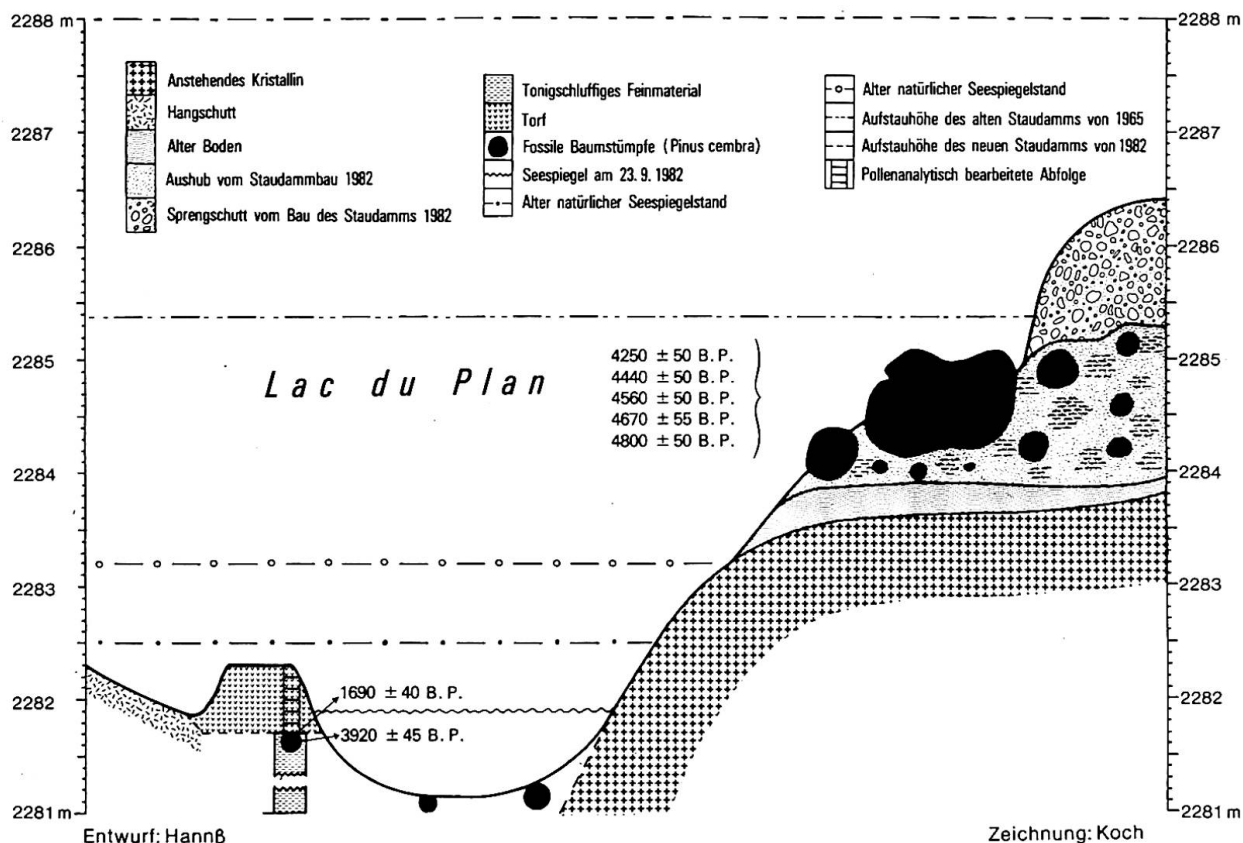 2288 m
2287
2286
2285
2284
2283
2282
2281 m
Anstehendes Kristallin
Hangschutt
Alter Boden
Aushub vom Staudammbau 1982
Sprengschutt vom Bau des Staudamms 1982
Tonigschluffiges Feinmaterial
Torf
Fossile Baumstümpfe (Pinus cembra)
Seespiegel am 23.9.1982
Alter natürlicher Seespiegelstand
Alter natürlicher Seespiegelstand
Aufstauhöhe des alten Staudamms von 1965
Aufstauhöhe des neuen Staudamms von 1982
Pollenanalytisch bearbeitete Abfolge
2288 m
2287
2286
2285
2284
2283
2282
2281 m
Lac du Plan
4250 ± 50 B. P.
4440 ± 50 B. P.
4560 ± 50 B. P.
4670 ± 55 B. P.
4800 ± 50 B. P.
1690 ± 40 B. P.
3920 ± 45 B. P.
Entwurf: Hannß
Zeichnung: Koch